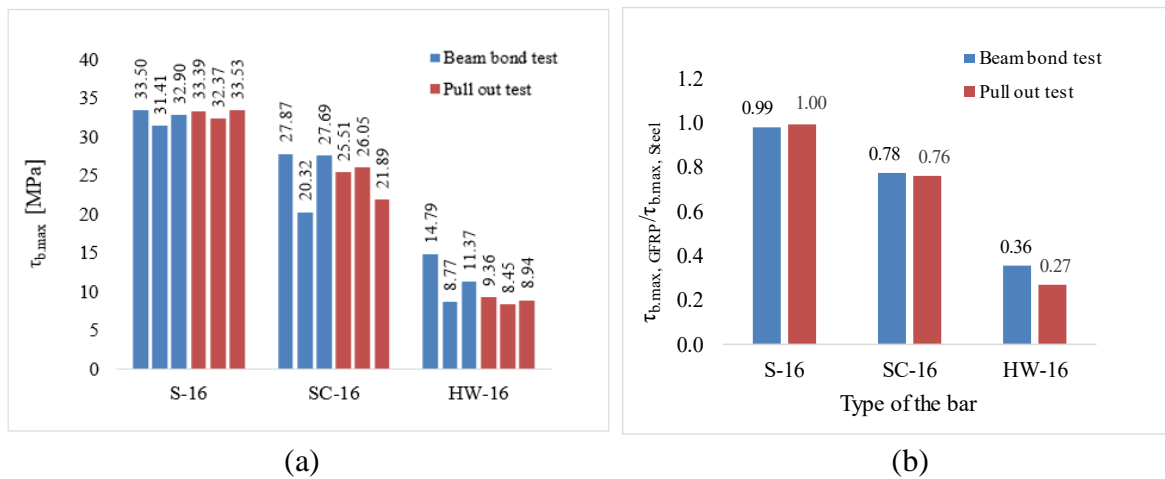 Beam bond test
Pull out test
τb.max [MPa]
40
35
30
25
20
15
10
5
0
33.50
31.41
32.90
33.39
32.37
33.53
27.87
20.32
27.69
25.51
26.05
21.89
14.79
8.77
11.37
9.36
8.45
8.94
S-16
SC-16
HW-16
(a)
Beam bond test
Pull out test
τb.max, GFRP/τb.max, Steel
1.2
1.0
0.8
0.6
0.4
0.2
0.0
0.99
1.00
0.78
0.76
0.36
0.27
S-16
SC-16
HW-16
Type of the bar
(b)